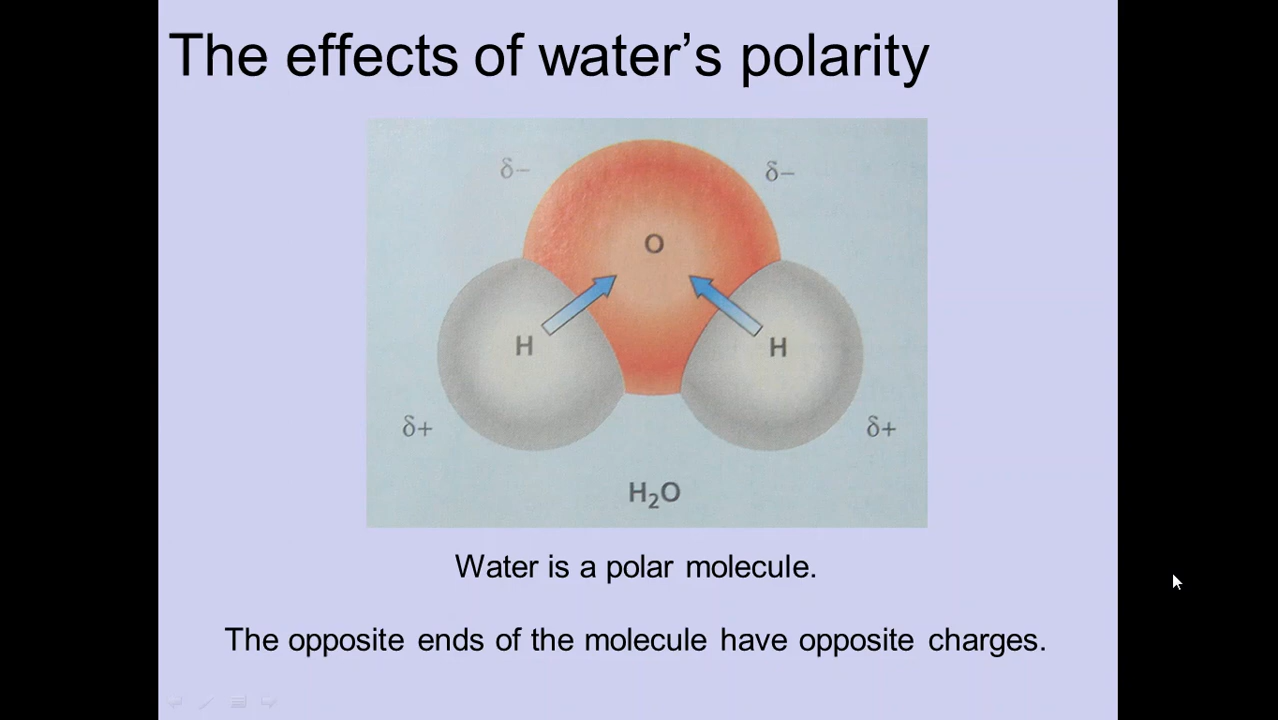 The effects of water’s polarity
δ– δ–
O
H H
δ+ δ+
H₂O
Water is a polar molecule.
The opposite ends of the molecule have opposite charges.